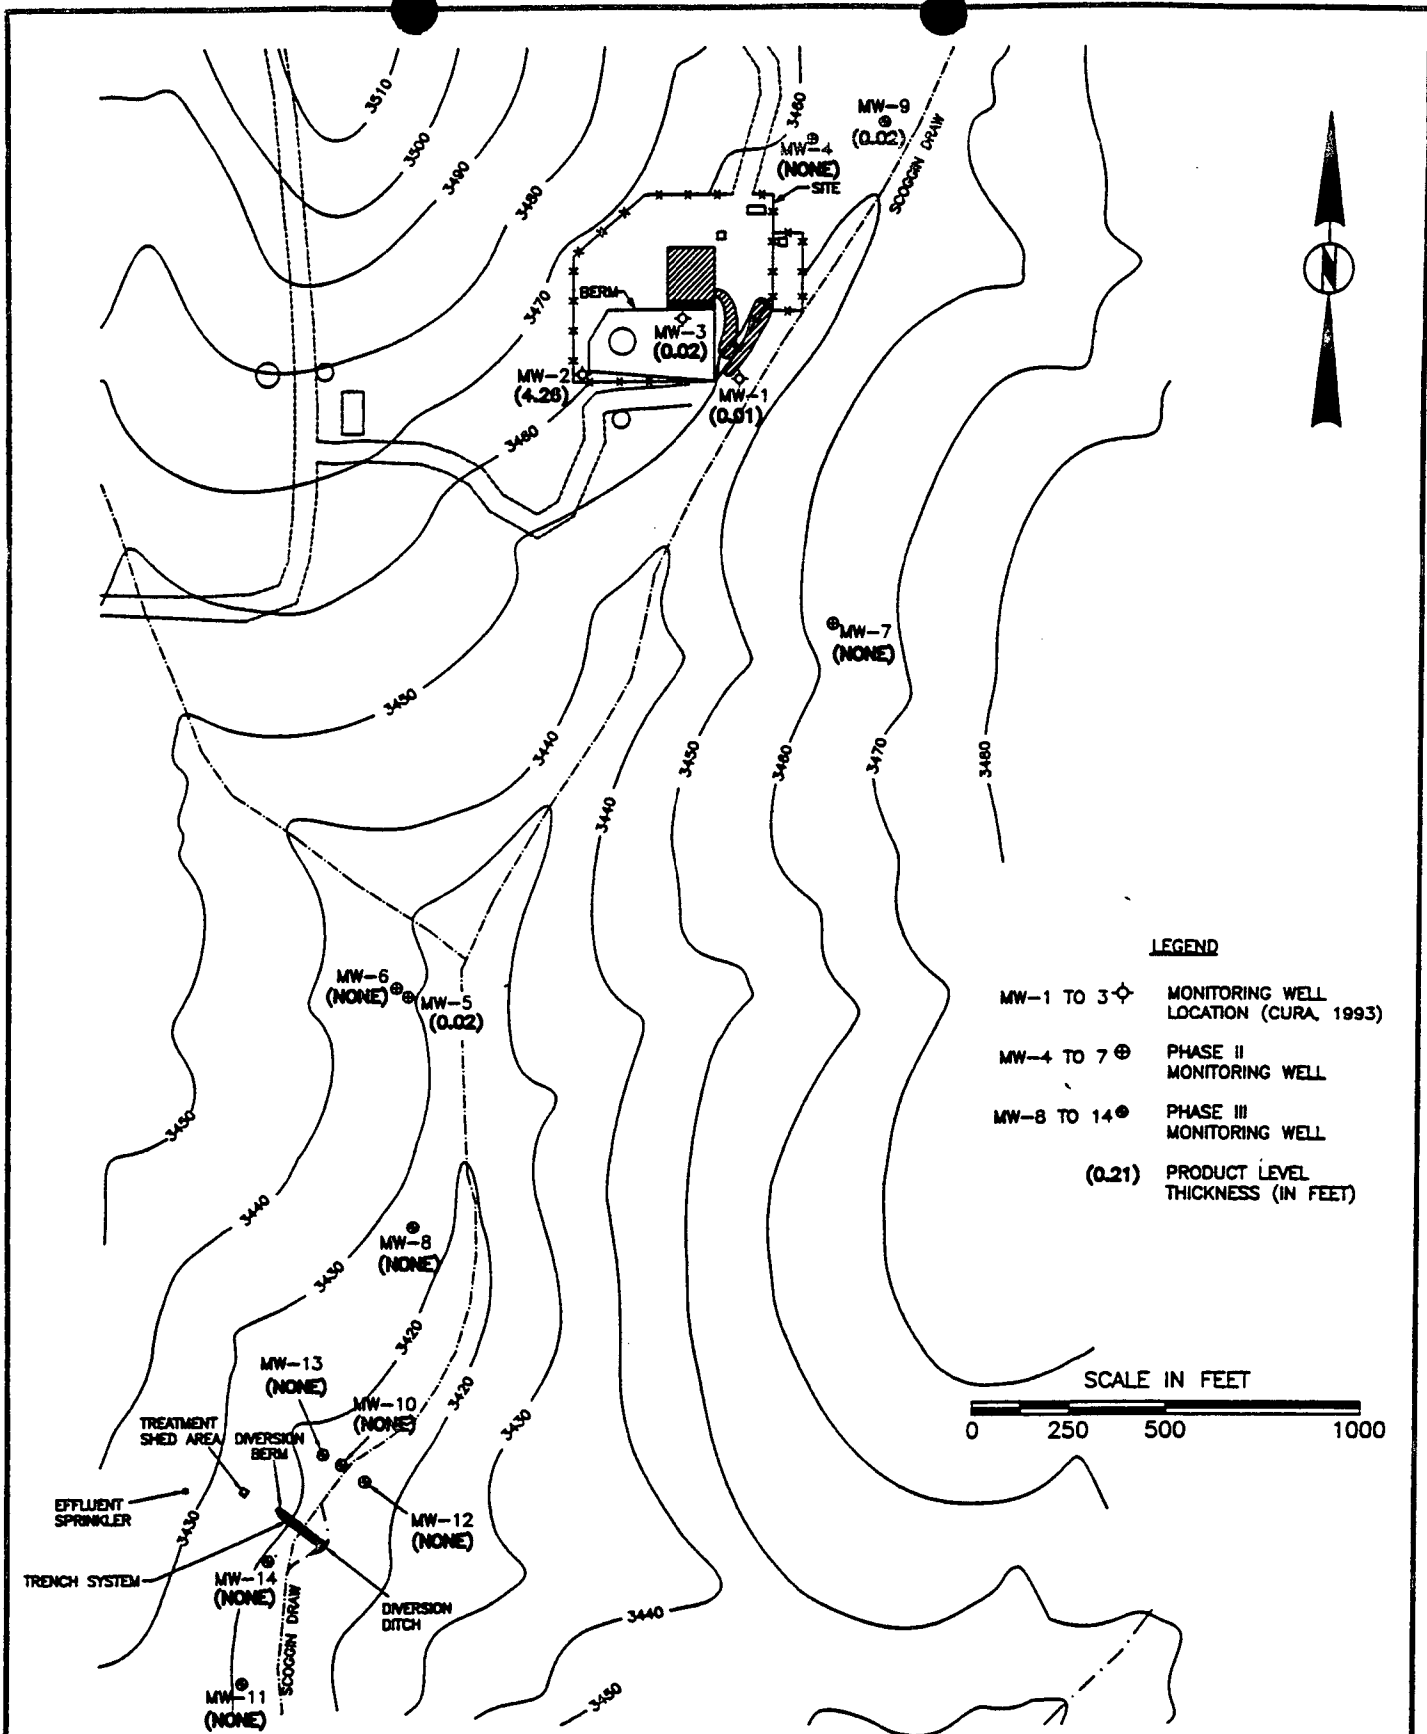 3510
3500
3490
3480
3470
3460
MW-9
(0.02)
MW-4
(NONE)
SITE
SCOGGIN DRAW
BERM
MW-3
(0.02)
MW-2
MW-1
(0.01)
3460
MW-7
(NONE)
3450
3440
3440
3450
3460
3470
3480
MW-6
(NONE)
MW-5
(0.02)
LEGEND
MW-1 TO 3 MONITORING WELL
LOCATION (CURA, 1993)
MW-4 TO 7 PHASE II
MONITORING WELL
MW-8 TO 14 PHASE III
MONITORING WELL
(0.21) PRODUCT LEVEL
THICKNESS (IN FEET)
3450
3440
MW-8
(NONE)
3430
3420
3420
3430
MW-13
(NONE)
MW-10
(NONE)
SCALE IN FEET
0 250 500 1000
TREATMENT
SHED AREA
DIVERSION
BERM
EFFLUENT
SPRINKLER
3430
MW-12
(NONE)
TRENCH SYSTEM
MW-14
(NONE)
DIVERSION
DITCH
SCOGGIN DRAW
3440
MW-11
(NONE)
3450